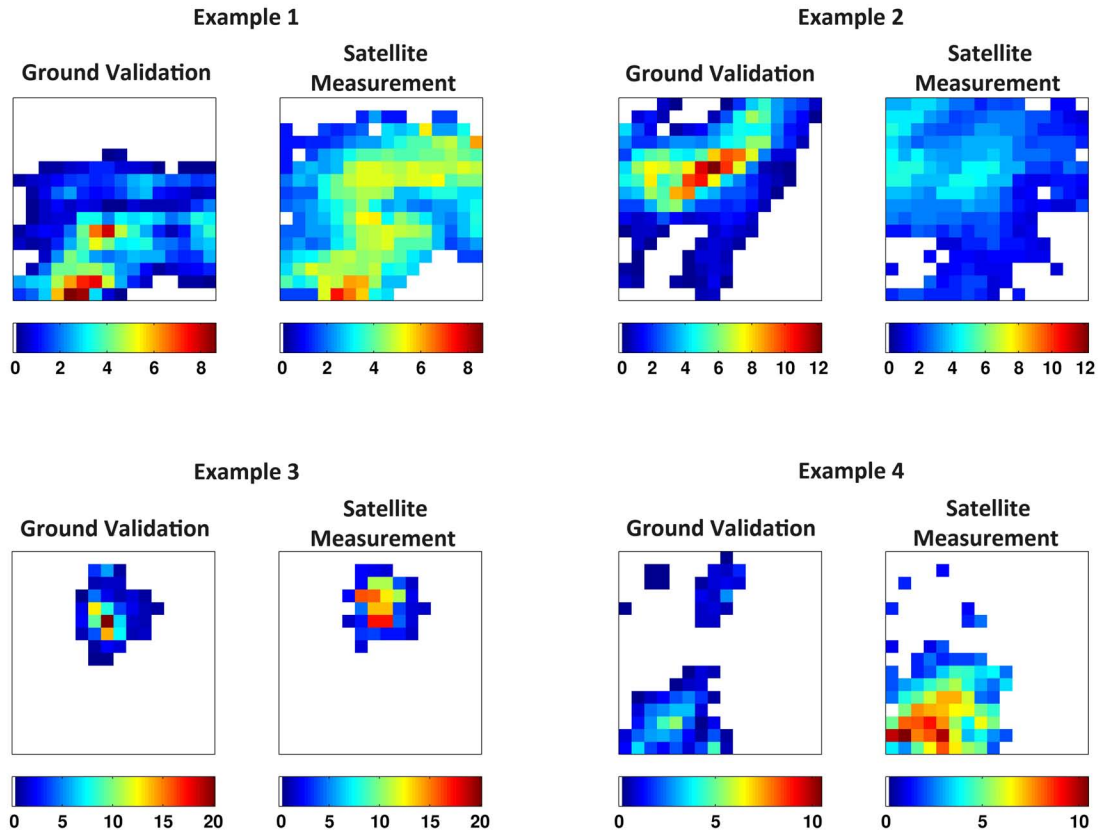 Example 1
Ground Validation
Satellite
Measurement
0 2 4 6 8
0 2 4 6 8
Example 2
Ground Validation
Satellite
Measurement
0 2 4 6 8 10 12
0 2 4 6 8 10 12
Example 3
Ground Validation
Satellite
Measurement
0 5 10 15 20
0 5 10 15 20
Example 4
Ground Validation
Satellite
Measurement
0 5 10
0 5 10